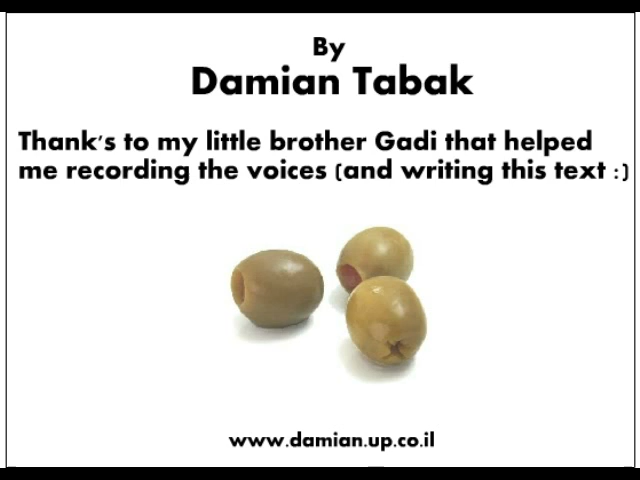 By
Damian Tabak
Thank's to my little brother Gadi that helped
me recording the voices (and writing this text :)
www.damian.up.co.il